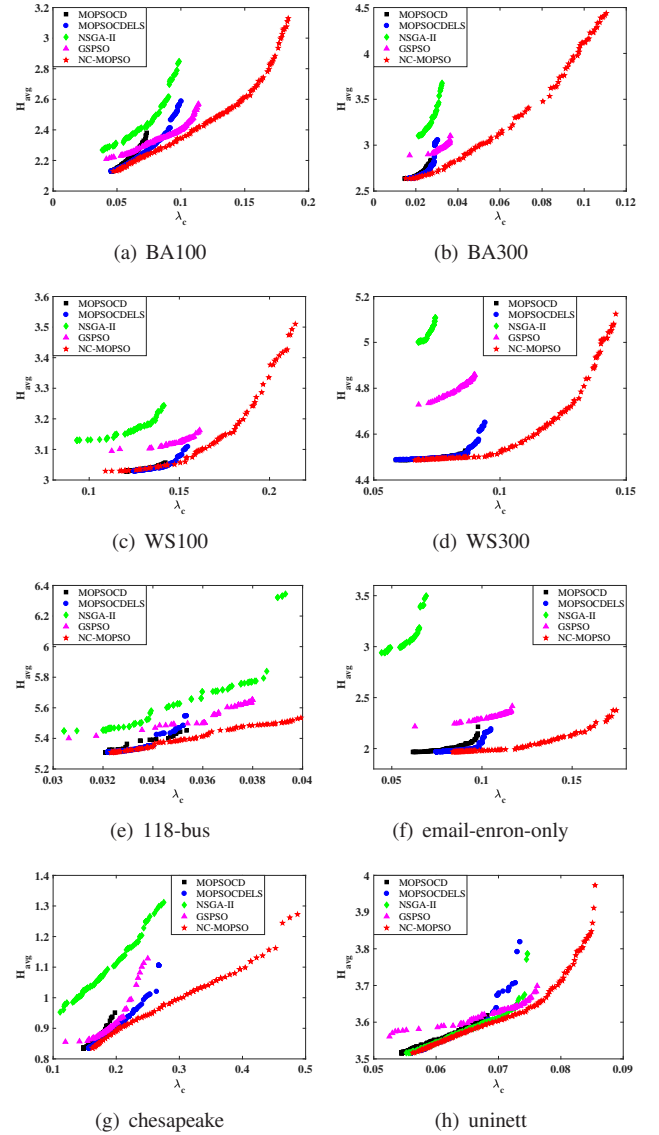 MOPSOCD
MOPSOCDELS
NSGA-II
GSPSO
NC-MOPSO
3.2
3
2.8
2.6
2.4
2.2
2
H_avg
0 0.05 0.1 0.15 0.2
λ_c
(a) BA100
MOPSOCD
MOPSOCDELS
NSGA-II
GSPSO
NC-MOPSO
4.5
4
3.5
3
2.5
2
H_avg
0 0.02 0.04 0.06 0.08 0.1 0.12
λ_c
(b) BA300
MOPSOCD
MOPSOCDELS
NSGA-II
GSPSO
NC-MOPSO
3.6
3.5
3.4
3.3
3.2
3.1
3
H_avg
0.1 0.15 0.2
λ_c
(c) WS100
MOPSOCD
MOPSOCDELS
NSGA-II
GSPSO
NC-MOPSO
5.2
5.1
5
4.8
4.6
4.49
4.4
H_avg
0.05 0.1 0.15
λ_c
(d) WS300
MOPSOCD
MOPSOCDELS
NSGA-II
GSPSO
NC-MOPSO
6.4
6.2
6
5.8
5.6
5.4
5.2
H_avg
0.03 0.032 0.034 0.036 0.038 0.04
λ_c
(e) 118-bus
MOPSOCD
MOPSOCDELS
NSGA-II
GSPSO
NC-MOPSO
3.5
3
2.5
2
H_avg
0.05 0.1 0.15
λ_c
(f) email-enron-only
MOPSOCD
MOPSOCDELS
NSGA-II
GSPSO
NC-MOPSO
1.4
1.3
1.2
1.1
1
0.9
0.8
H_avg
0.1 0.2 0.3 0.4 0.5
λ_c
(g) chesapeake
MOPSOCD
MOPSOCDELS
NSGA-II
GSPSO
NC-MOPSO
4
3.9
3.8
3.7
3.6
3.5
H_avg
0.05 0.06 0.07 0.08 0.09
λ_c
(h) uninett